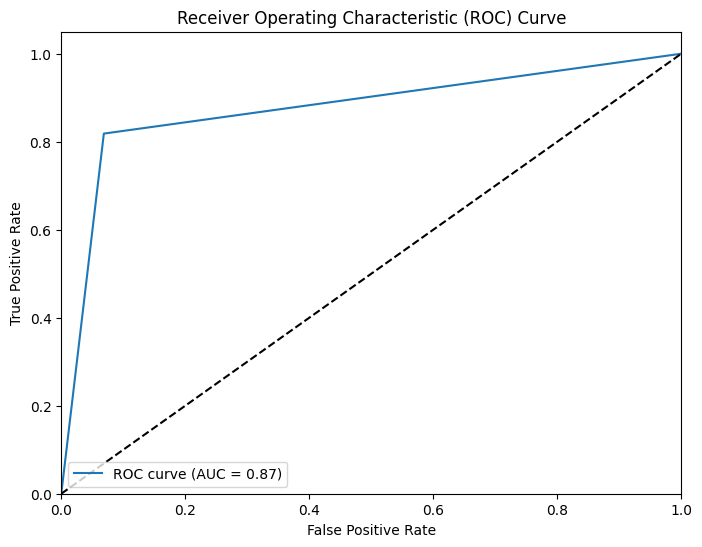 Receiver Operating Characteristic (ROC) Curve
1.0
0.8
0.6
0.4
0.2
0.0
True Positive Rate
ROC curve (AUC = 0.87)
0.0 0.2 0.4 0.6 0.8 1.0
False Positive Rate